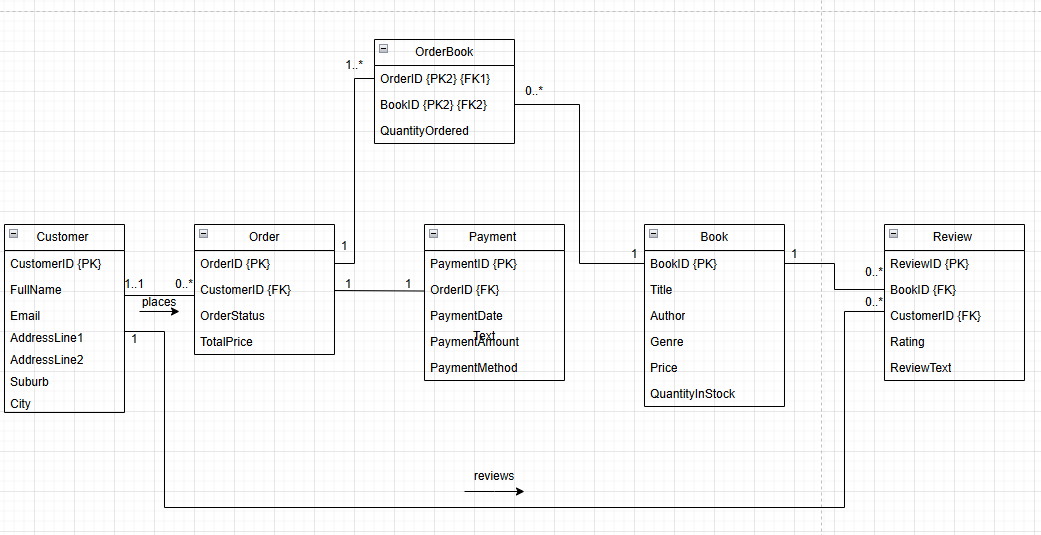 OrderBook
1..*
OrderID {PK2} {FK1}
0..*
BookID {PK2} {FK2}
QuantityOrdered
Customer
CustomerID {PK}
FullName
Email
AddressLine1
AddressLine2
Suburb
City
1..1
0..*
places
1
Order
OrderID {PK}
CustomerID {FK}
OrderStatus
TotalPrice
1
1
1
Payment
PaymentID {PK}
OrderID {FK}
PaymentDate
Text
PaymentAmount
PaymentMethod
1
Book
BookID {PK}
Title
Author
Genre
Price
QuantityInStock
1
0..*
0..*
Review
ReviewID {PK}
BookID {FK}
CustomerID {FK}
Rating
ReviewText
reviews